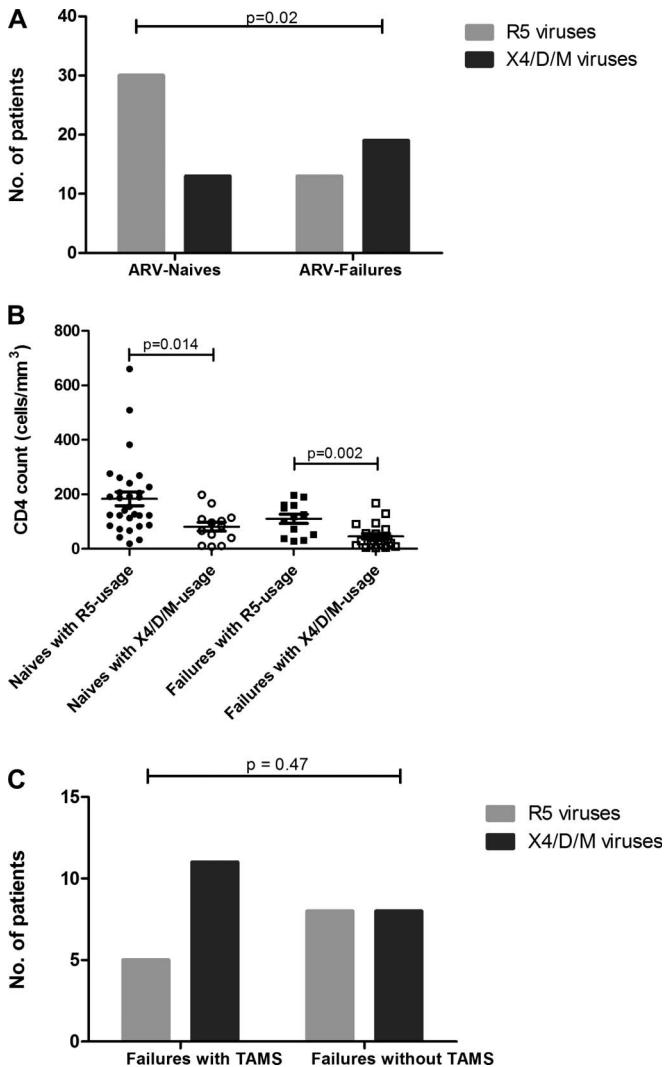 A
p=0.02
R5 viruses
X4/D/M viruses
No. of patients
40
30
20
10
0
ARV-Naives
ARV-Failures
B
CD4 count (cells/mm³)
800
600
400
200
0
p=0.014
p=0.002
Naives with R5-usage
Naives with X4/D/M-usage
Failures with R5-usage
Failures with X4/D/M-usage
C
p = 0.47
R5 viruses
X4/D/M viruses
No. of patients
15
10
5
0
Failures with TAMS
Failures without TAMS